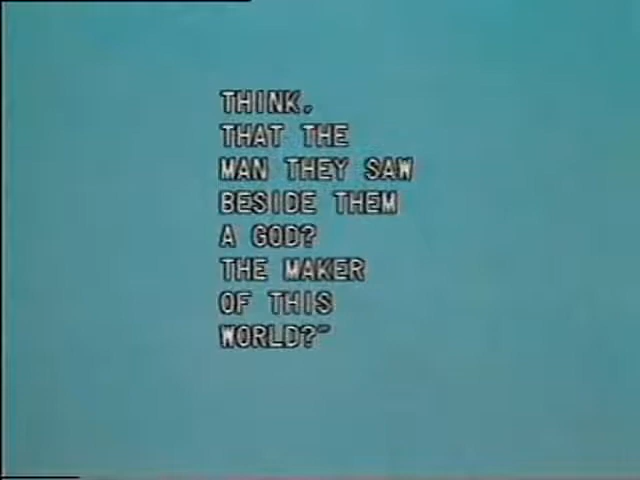 THINK,
THAT THE
MAN THEY SAW
BESIDE THEM
A GOD?
THE MAKER
OF THIS
WORLD?"